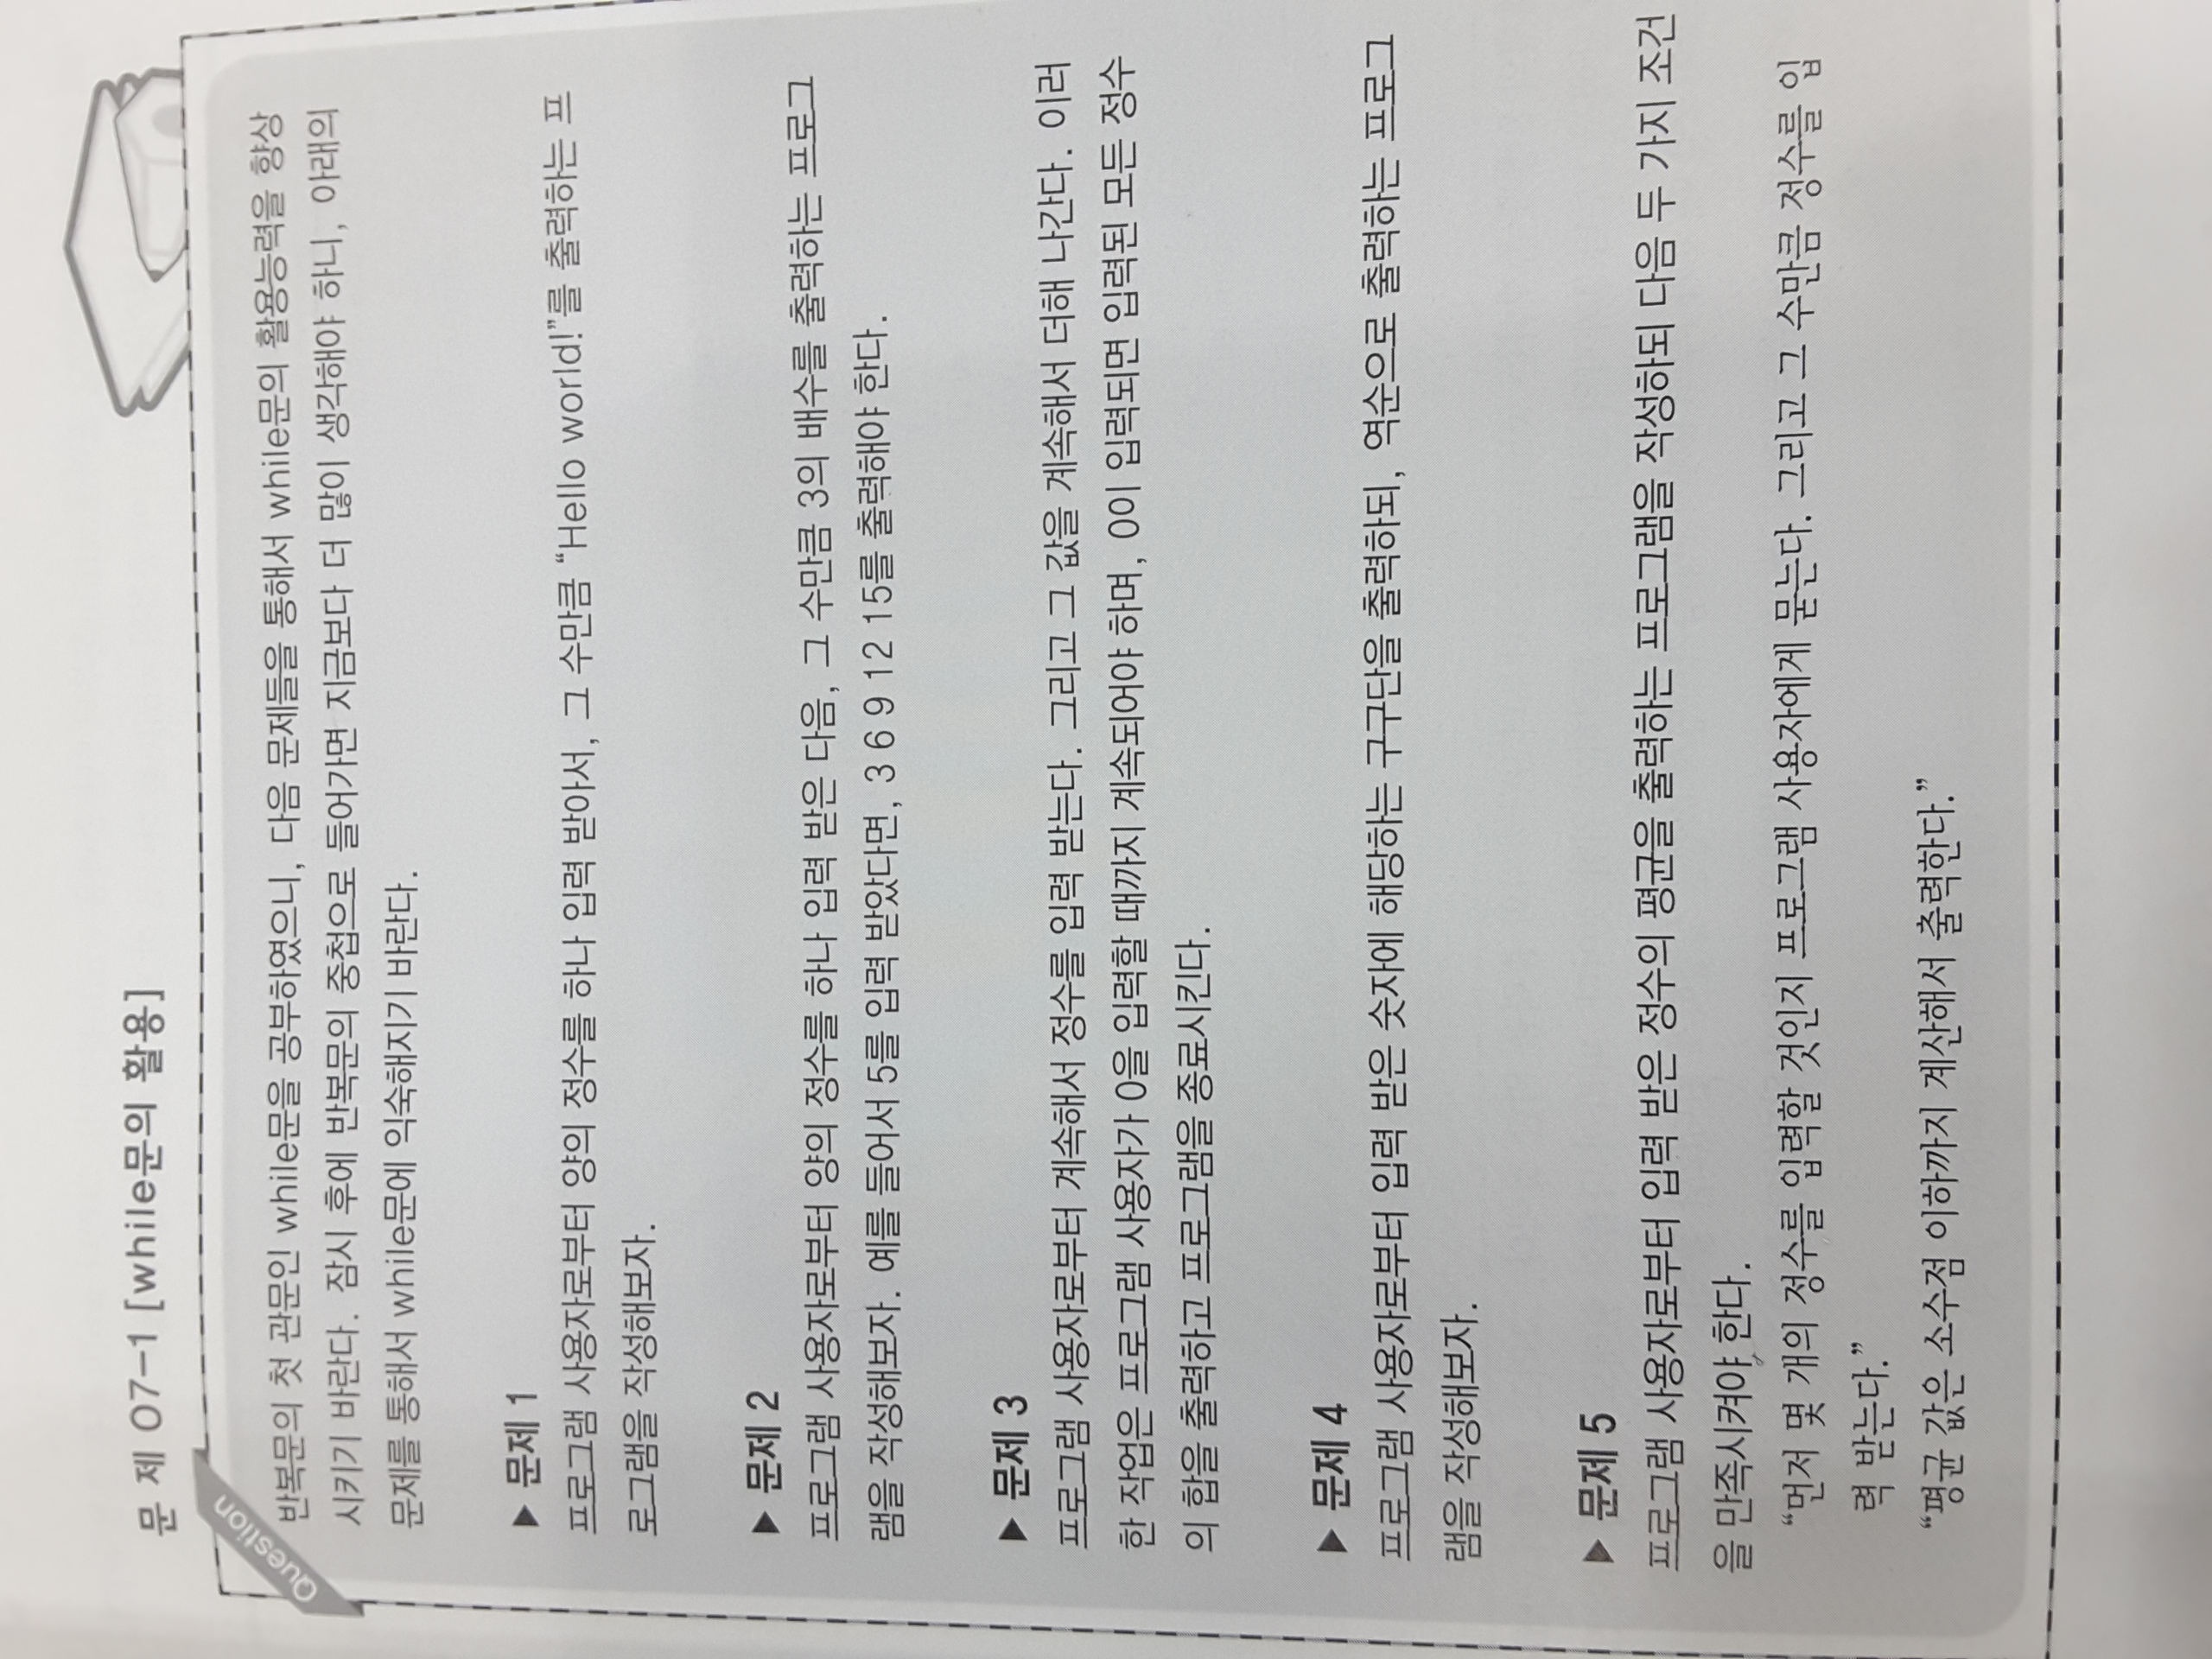 문 제 07-1 [while문의 활용]
Question
반복문의 첫 관문인 while문을 공부하였으니, 다음 문제들을 통해서 while문의 활용능력을 향상
시키기 바란다. 잠시 후에 반복문의 중첩으로 들어가면 지금보다 더 많이 생각해야 하니, 아래의
문제를 통해서 while문에 익숙해지기 바란다.
▶ 문제 1
프로그램 사용자로부터 양의 정수를 하나 입력 받아서, 그 수만큼 “Hello world!”를 출력하는 프
로그램을 작성해보자.
▶ 문제 2
프로그램 사용자로부터 양의 정수를 하나 입력 받은 다음, 그 수만큼 3의 배수를 출력하는 프로그
램을 작성해보자. 예를 들어서 5를 입력 받았다면, 3 6 9 12 15를 출력해야 한다.
▶ 문제 3
프로그램 사용자로부터 계속해서 정수를 입력 받는다. 그리고 그 값을 계속해서 더해 나간다. 이러
한 작업은 프로그램 사용자가 0을 입력할 때까지 계속되어야 하며, 0이 입력되면 입력된 모든 정수
의 합을 출력하고 프로그램을 종료시킨다.
▶ 문제 4
프로그램 사용자로부터 입력 받은 숫자에 해당하는 구구단을 출력하되, 역순으로 출력하는 프로그
램을 작성해보자.
▶ 문제 5
프로그램 사용자로부터 입력 받은 정수의 평균을 출력하는 프로그램을 작성하되 다음 두 가지 조건
을 만족시켜야 한다.
“먼저 몇 개의 정수를 입력할 것인지 프로그램 사용자에게 묻는다. 그리고 그 수만큼 정수를 입
력 받는다.”
“평균 값은 소수점 이하까지 계산해서 출력한다.”